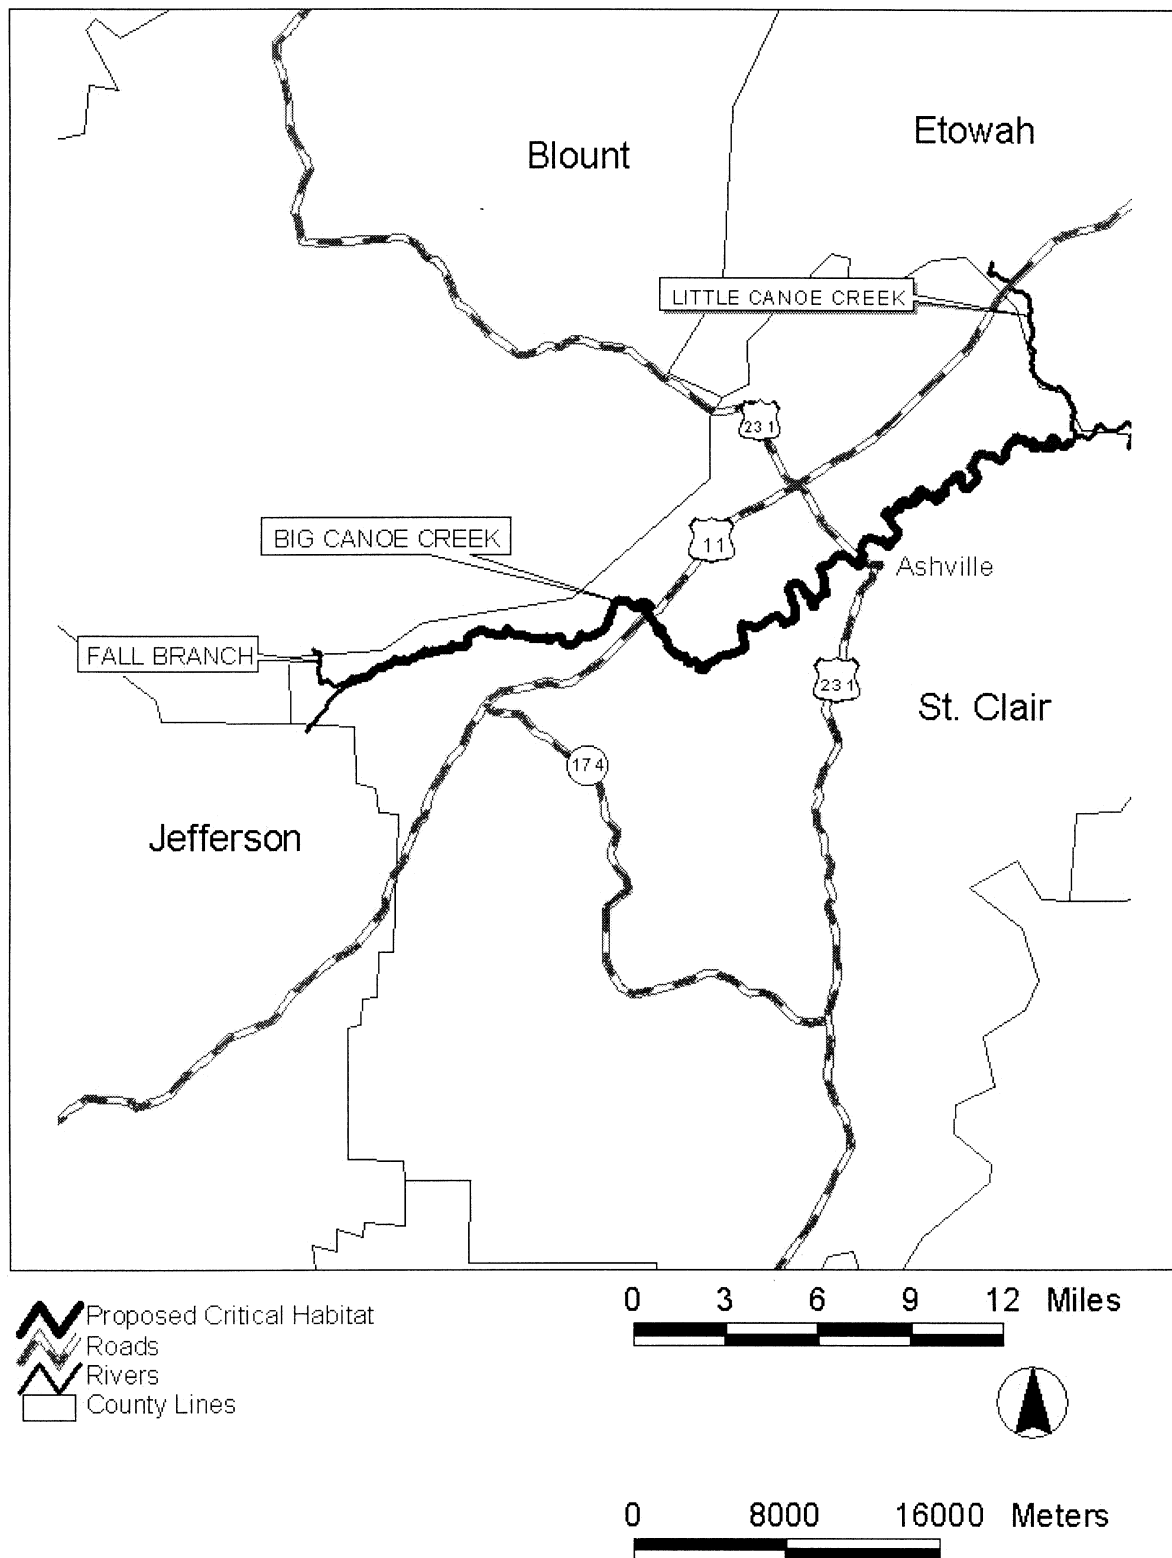 Etowah
Blount
LITTLE CANOE CREEK
231
BIG CANOE CREEK
11
Ashville
FALL BRANCH
231
St. Clair
174
Jefferson
Proposed Critical Habitat
Roads
Rivers
County Lines
0 3 6 9 12 Miles
0 8000 16000 Meters